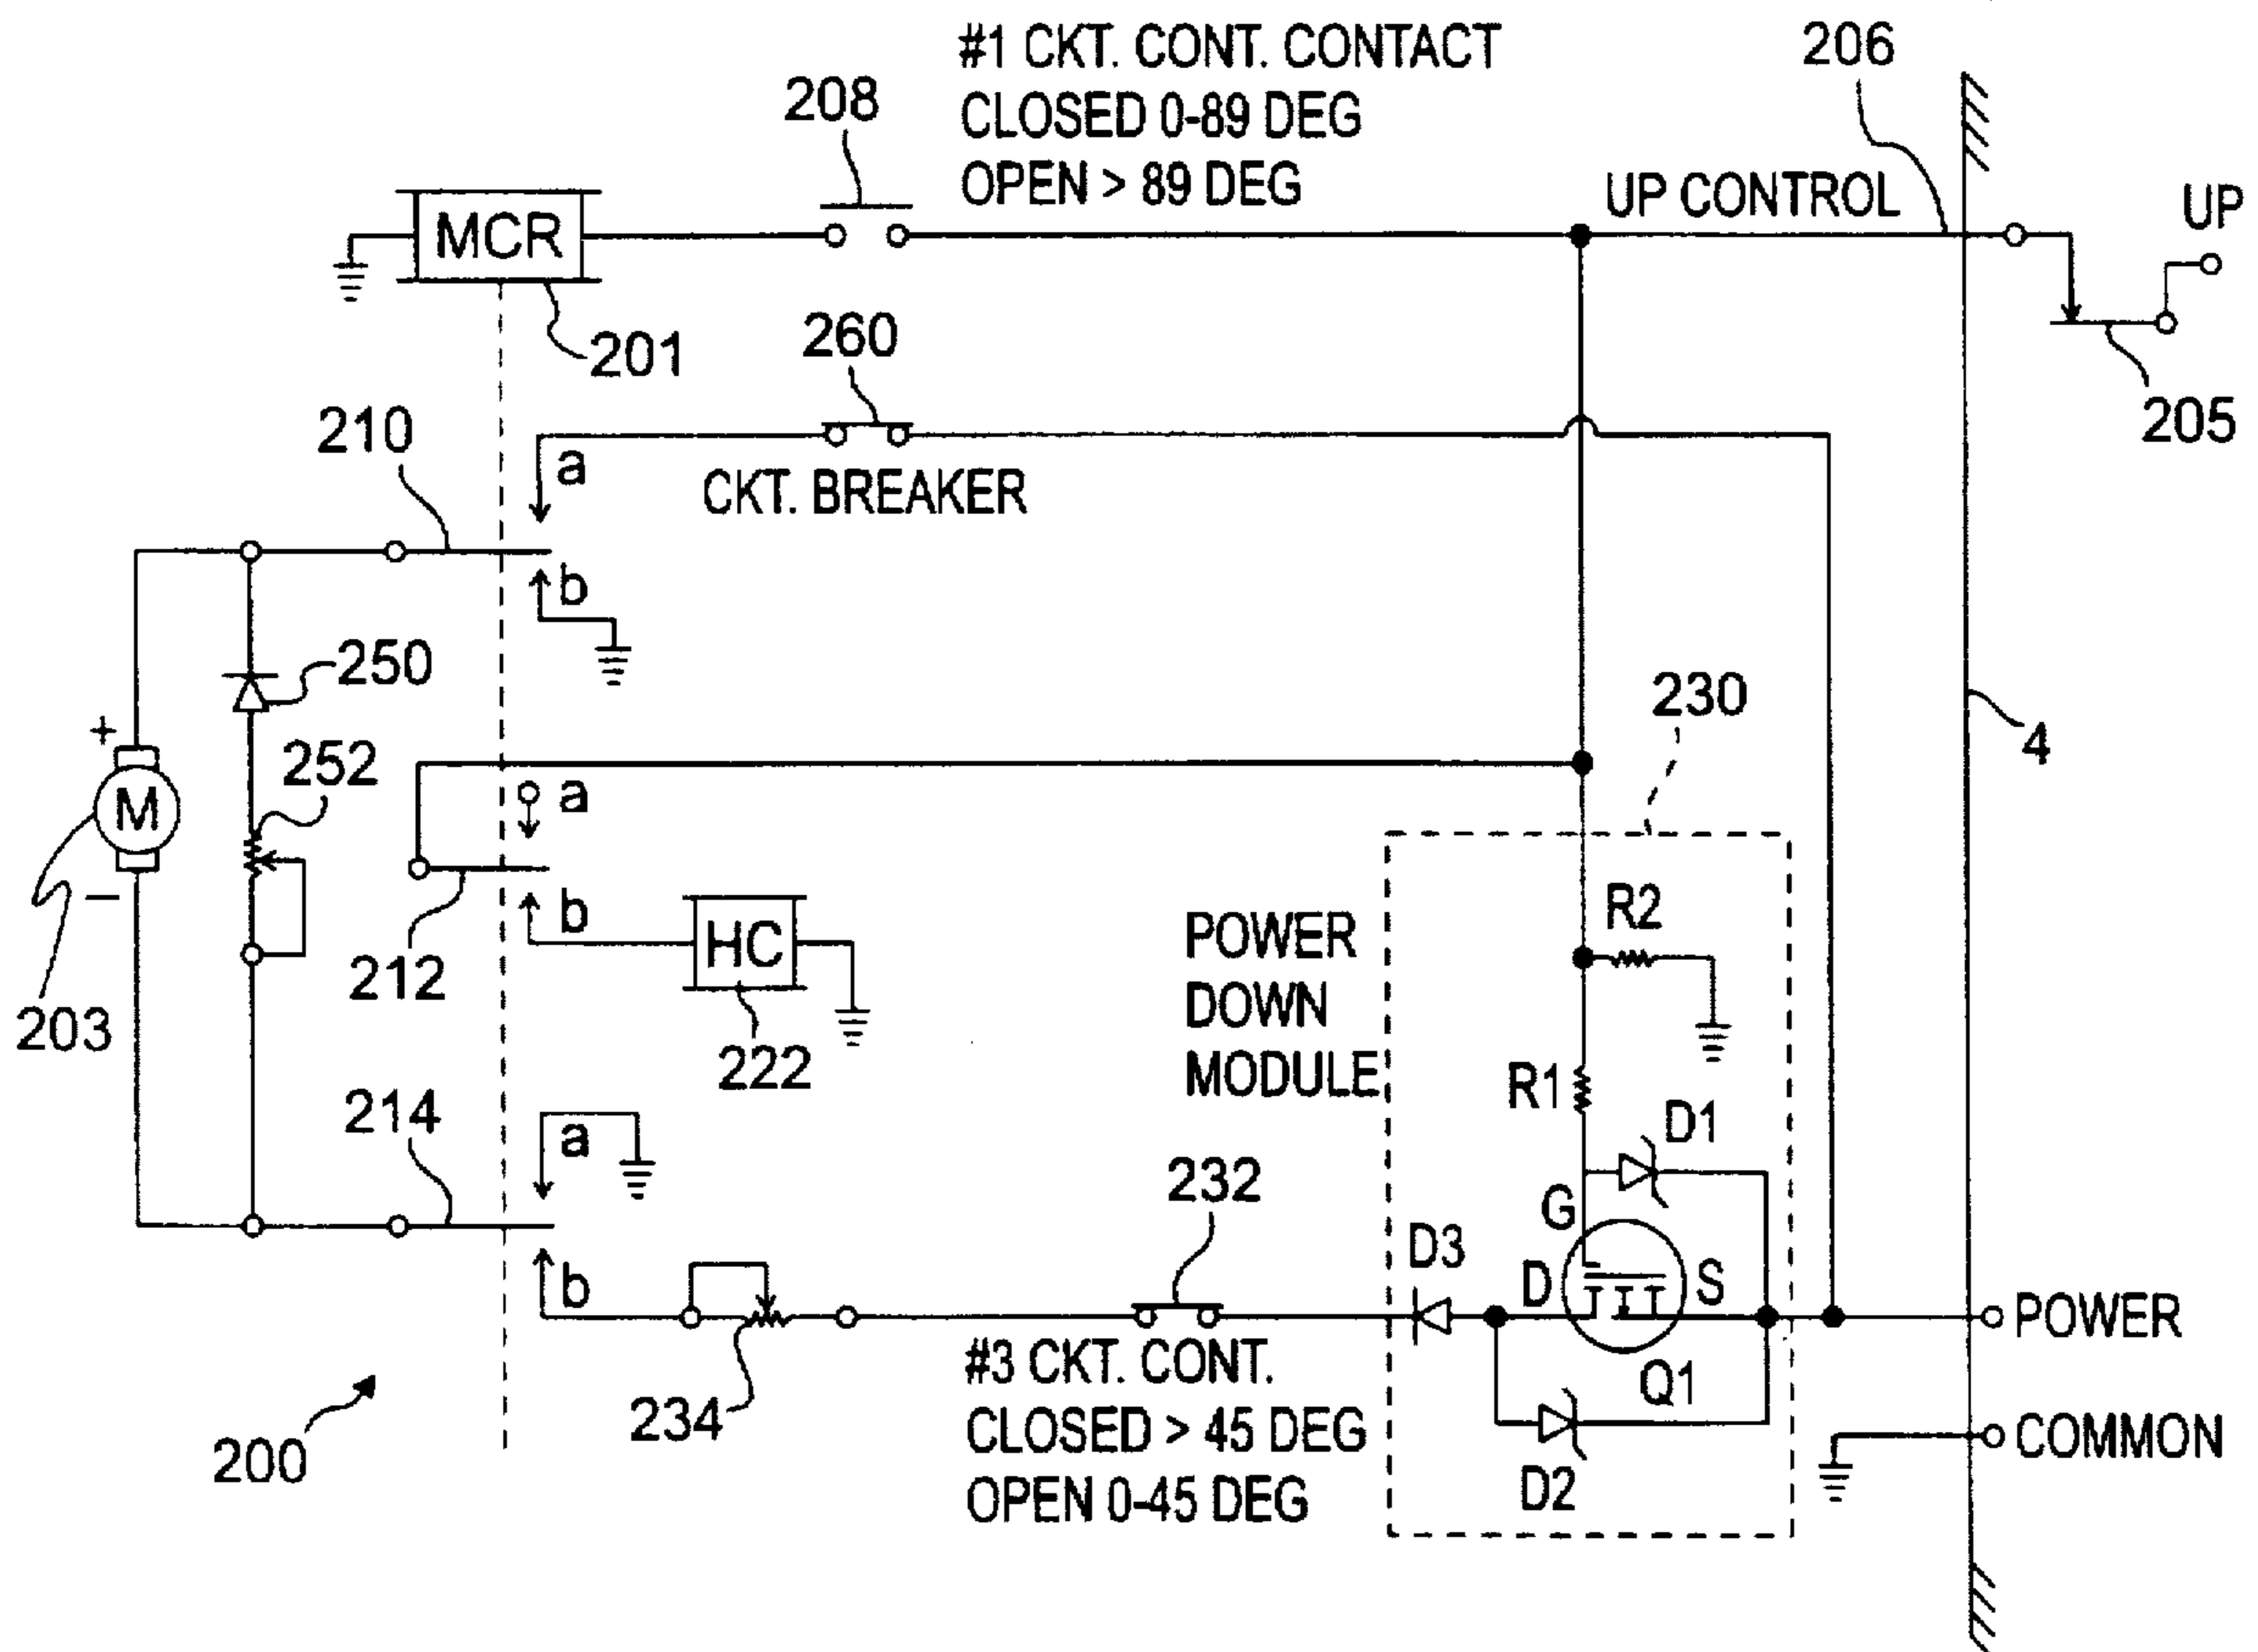 #1 CKT. CONT. CONTACT
CLOSED 0-89 DEG
OPEN > 89 DEG
206
208
UP CONTROL
UP
MCR
201
260
205
210
a
CKT. BREAKER
b
250
230
+
252
4
M
a
−
b
R2
HC
POWER
DOWN
MODULE
212
203
222
R1
D1
214
a
232
G
D3
D
S
b
POWER
#3 CKT. CONT.
CLOSED > 45 DEG
OPEN 0-45 DEG
Q1
234
200
COMMON
D2